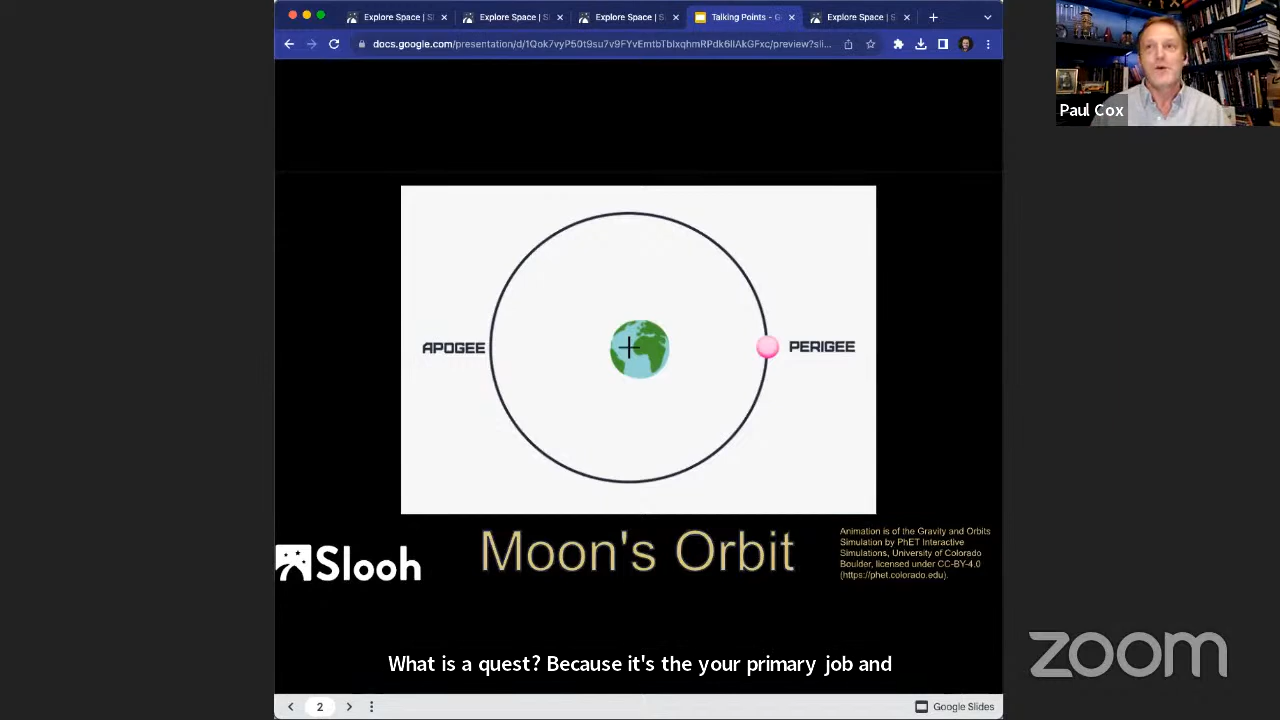 Explore Space | Sl
Explore Space | Sl
Explore Space | S
Talking Points - G
Explore Space | S
Paul Cox
APOGEE
PERIGEE
Moon's Orbit
Slooh
Animation is of the Gravity and Orbits
Simulation by PhET Interactive
Simulations, University of Colorado
Boulder, licensed under CC-BY-4.0
(https://phet.colorado.edu).
What is a quest? Because it's the your primary job and
zoom
2
Google Slides